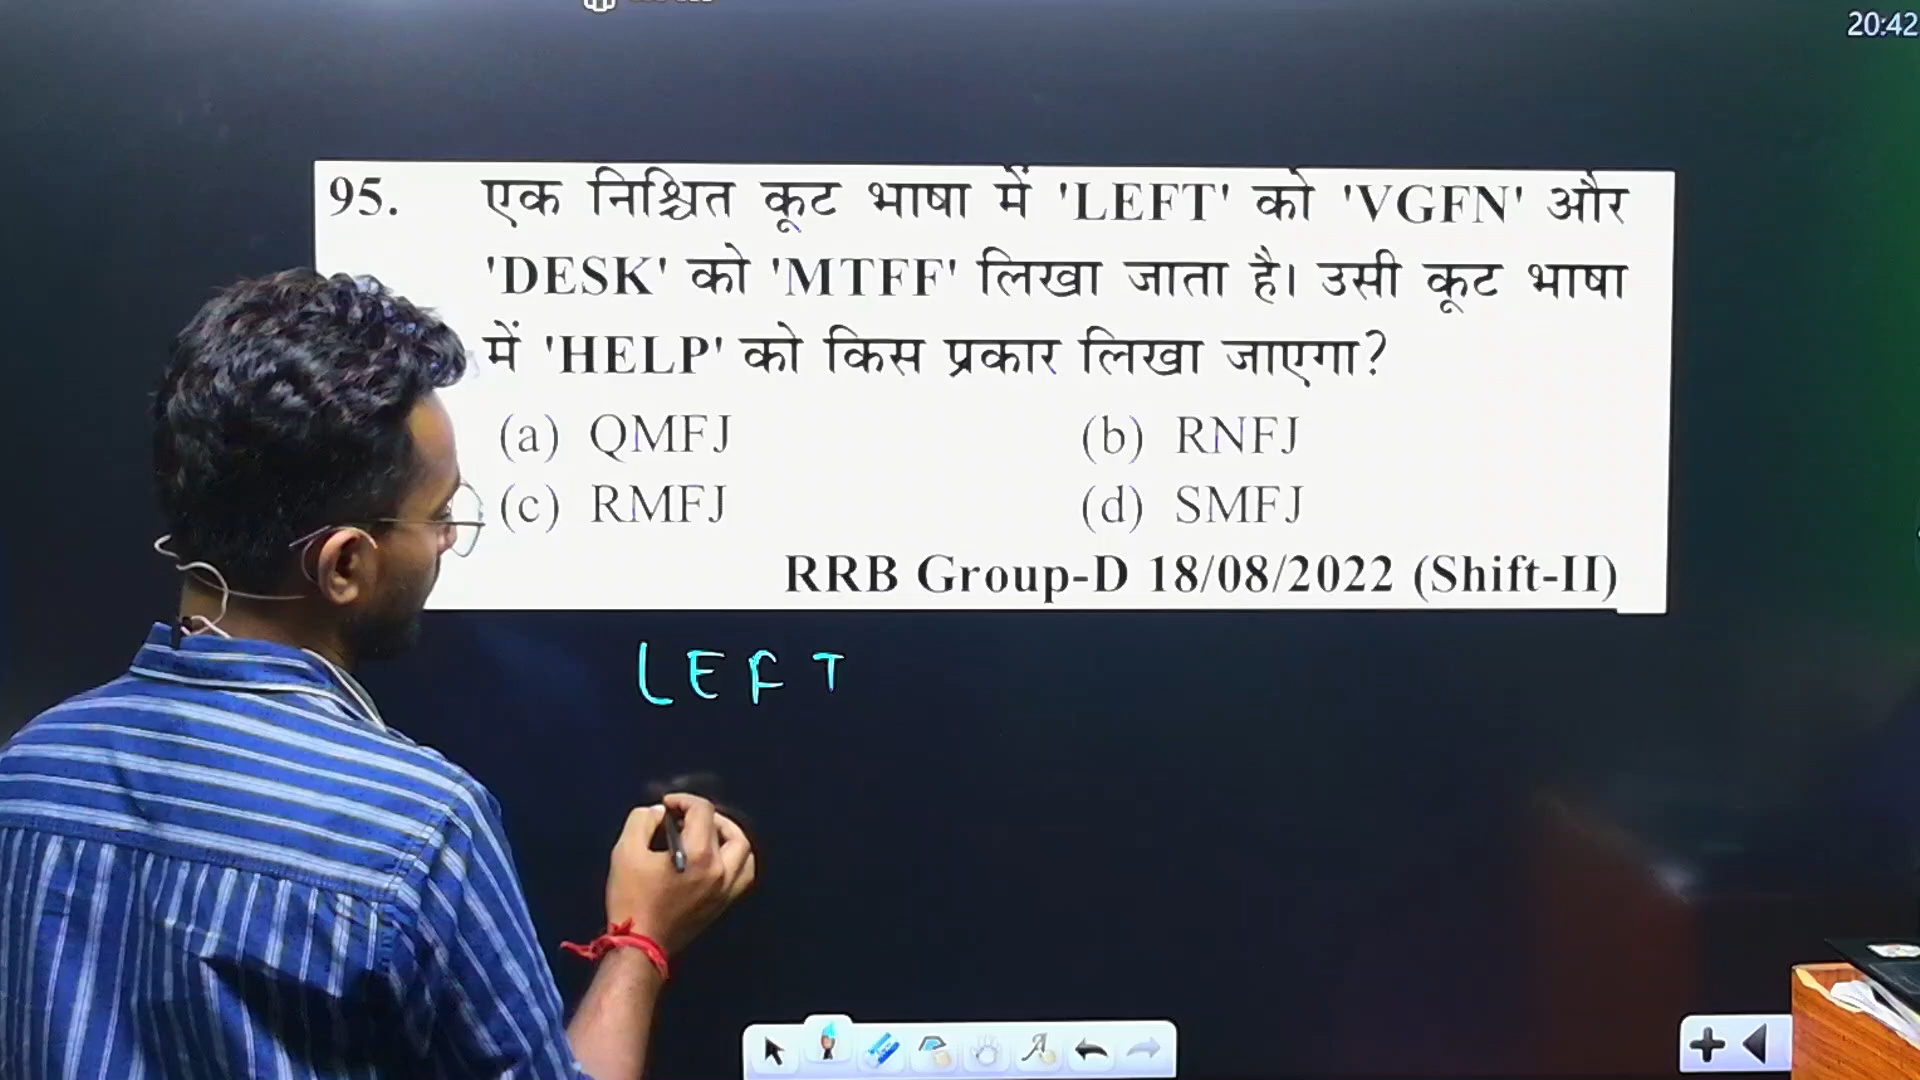 20:42
95. एक निश्चित कूट भाषा में 'LEFT' को 'VGFN' और
'DESK' को 'MTFF' लिखा जाता है। उसी कूट भाषा
में 'HELP' को किस प्रकार लिखा जाएगा?
(a) QMFJ (b) RNFJ
(c) RMFJ (d) SMFJ
RRB Group-D 18/08/2022 (Shift-II)
LEFT